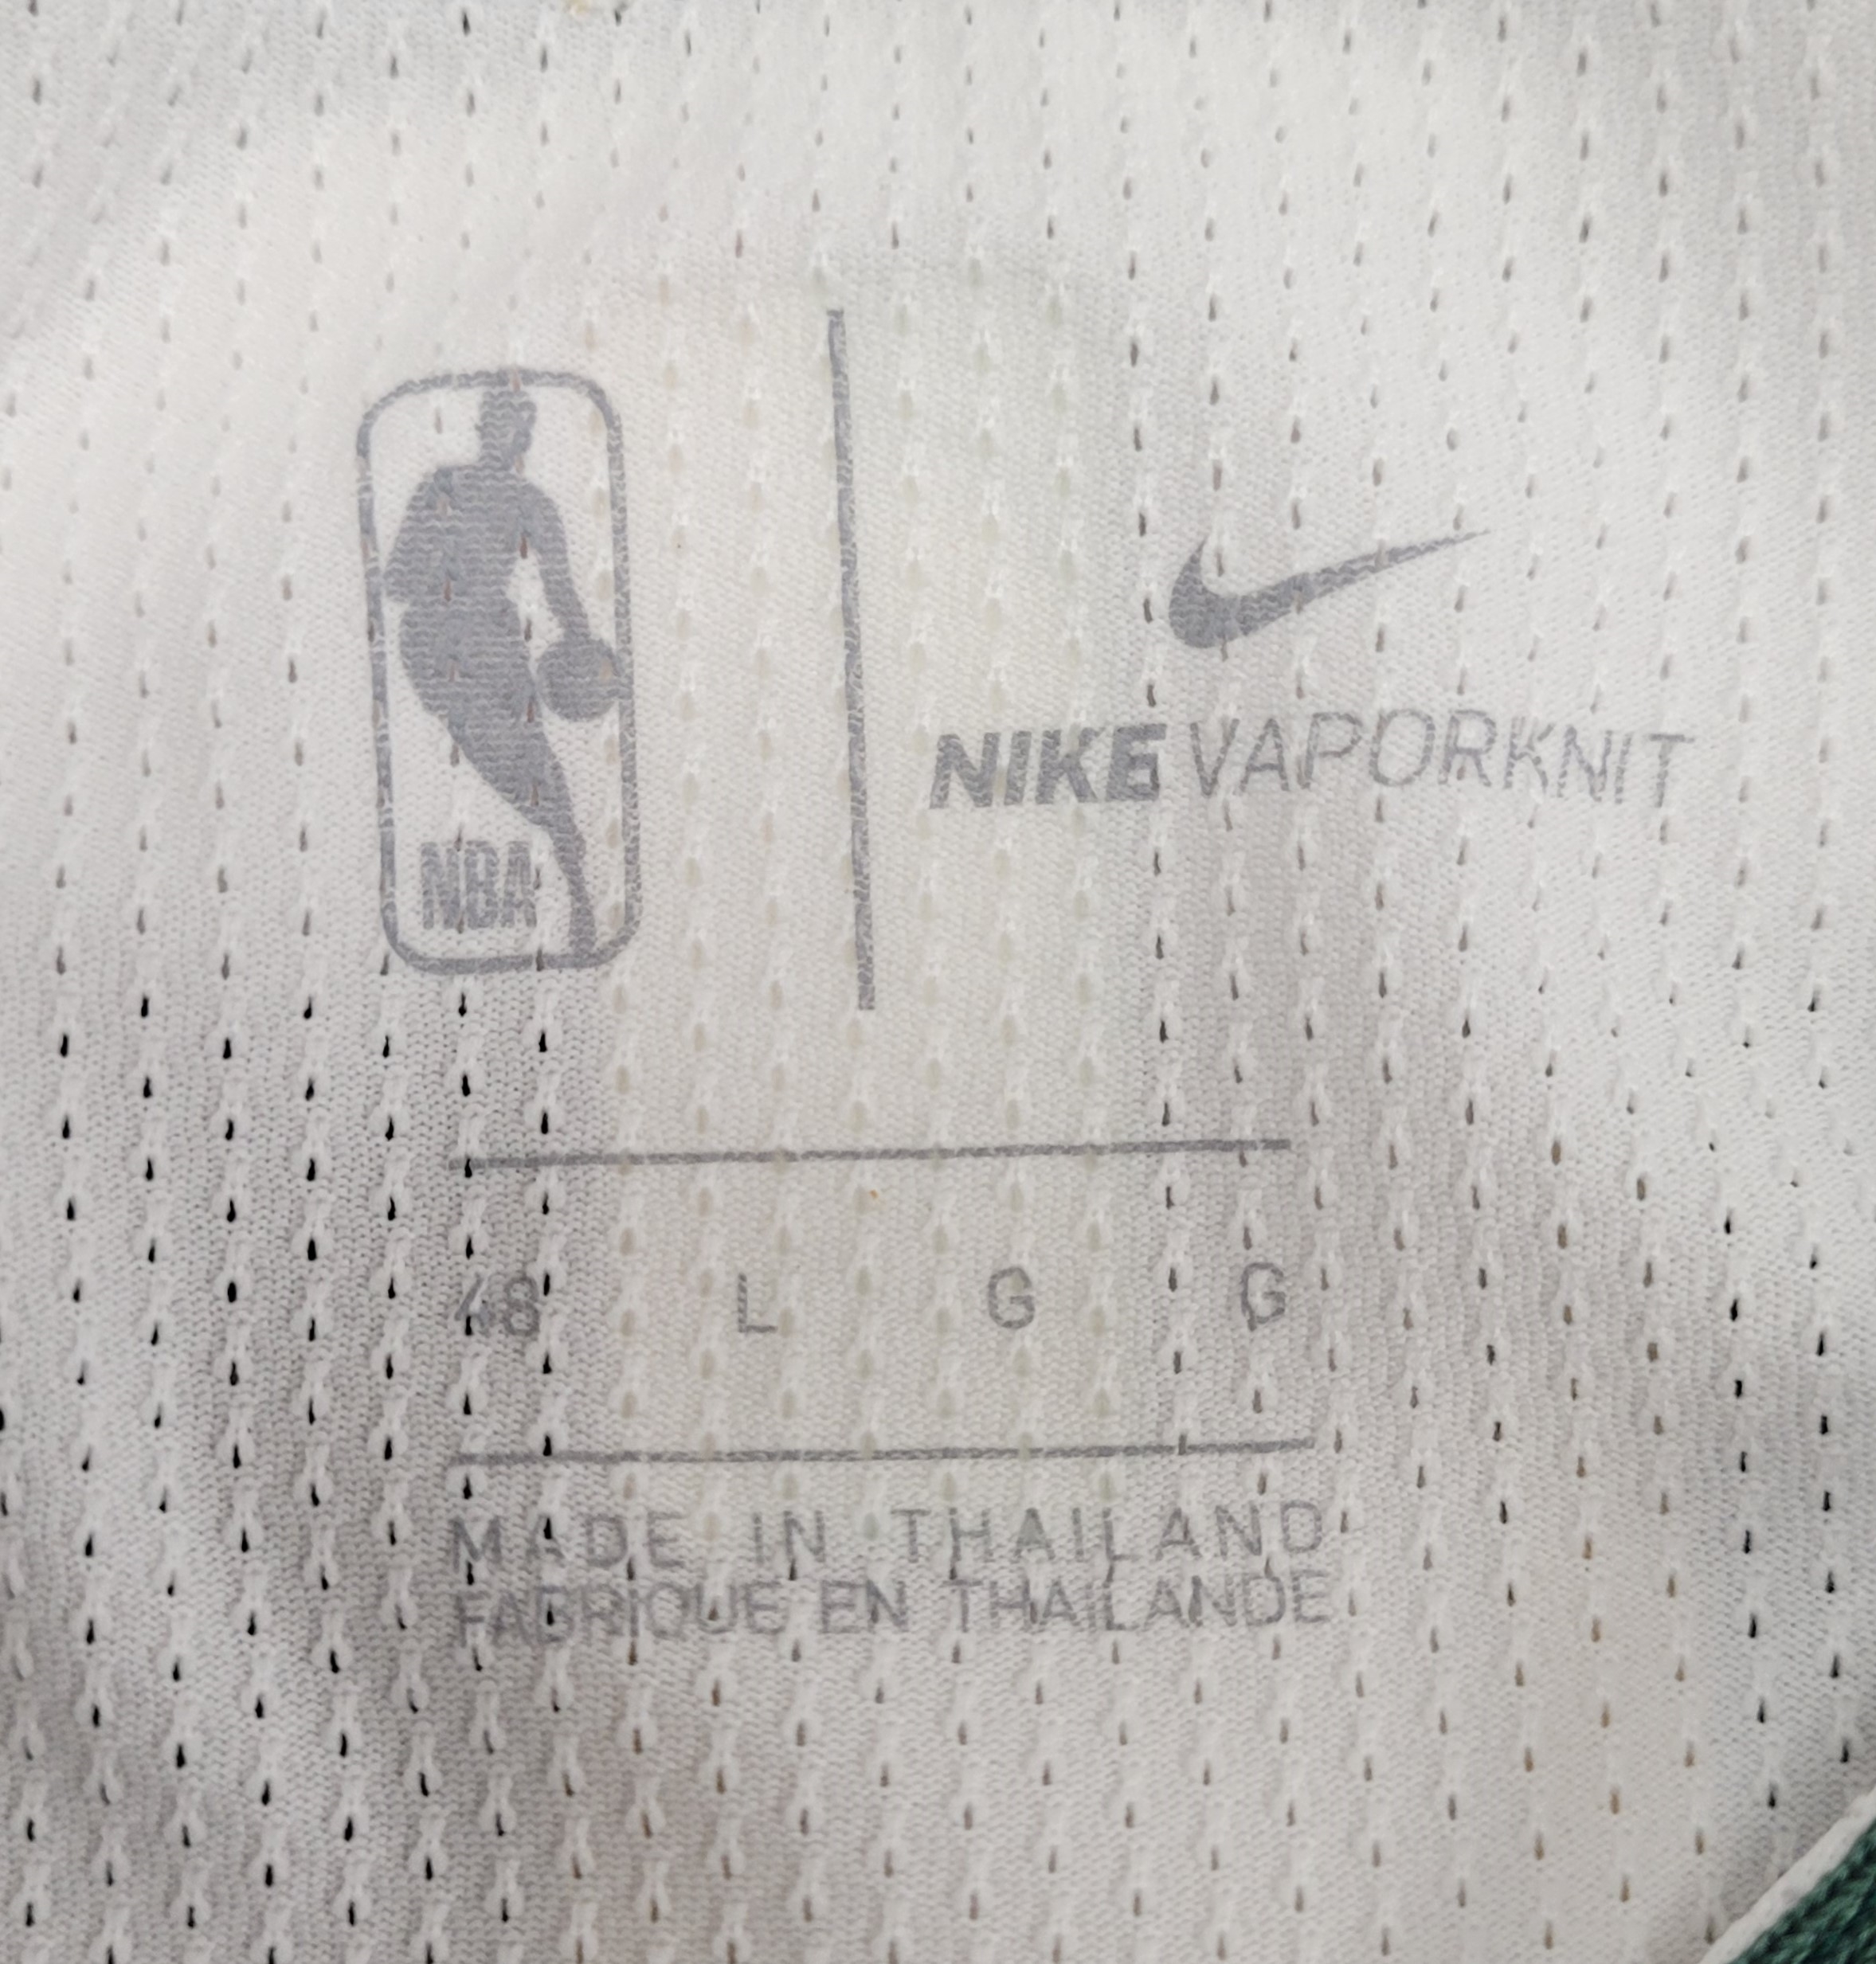 NBA
NIKE VAPORKNIT
48 L G G
MADE IN THAILAND
FABRIQUE EN THAILANDE